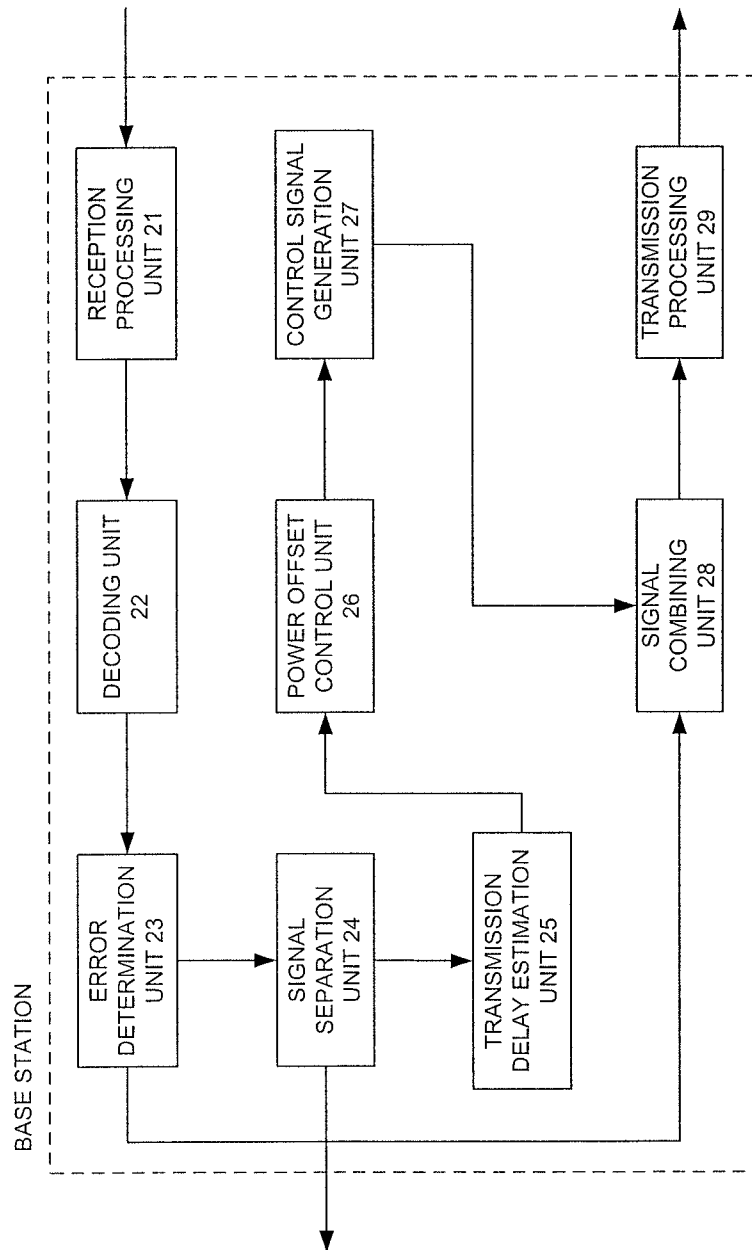 BASE STATION
ERROR
DETERMINATION
UNIT 23
DECODING UNIT
22
RECEPTION
PROCESSING
UNIT 21
SIGNAL
SEPARATION
UNIT 24
POWER OFFSET
CONTROL UNIT
26
CONTROL SIGNAL
GENERATION
UNIT 27
TRANSMISSION
DELAY ESTIMATION
UNIT 25
SIGNAL
COMBINING
UNIT 28
TRANSMISSION
PROCESSING
UNIT 29